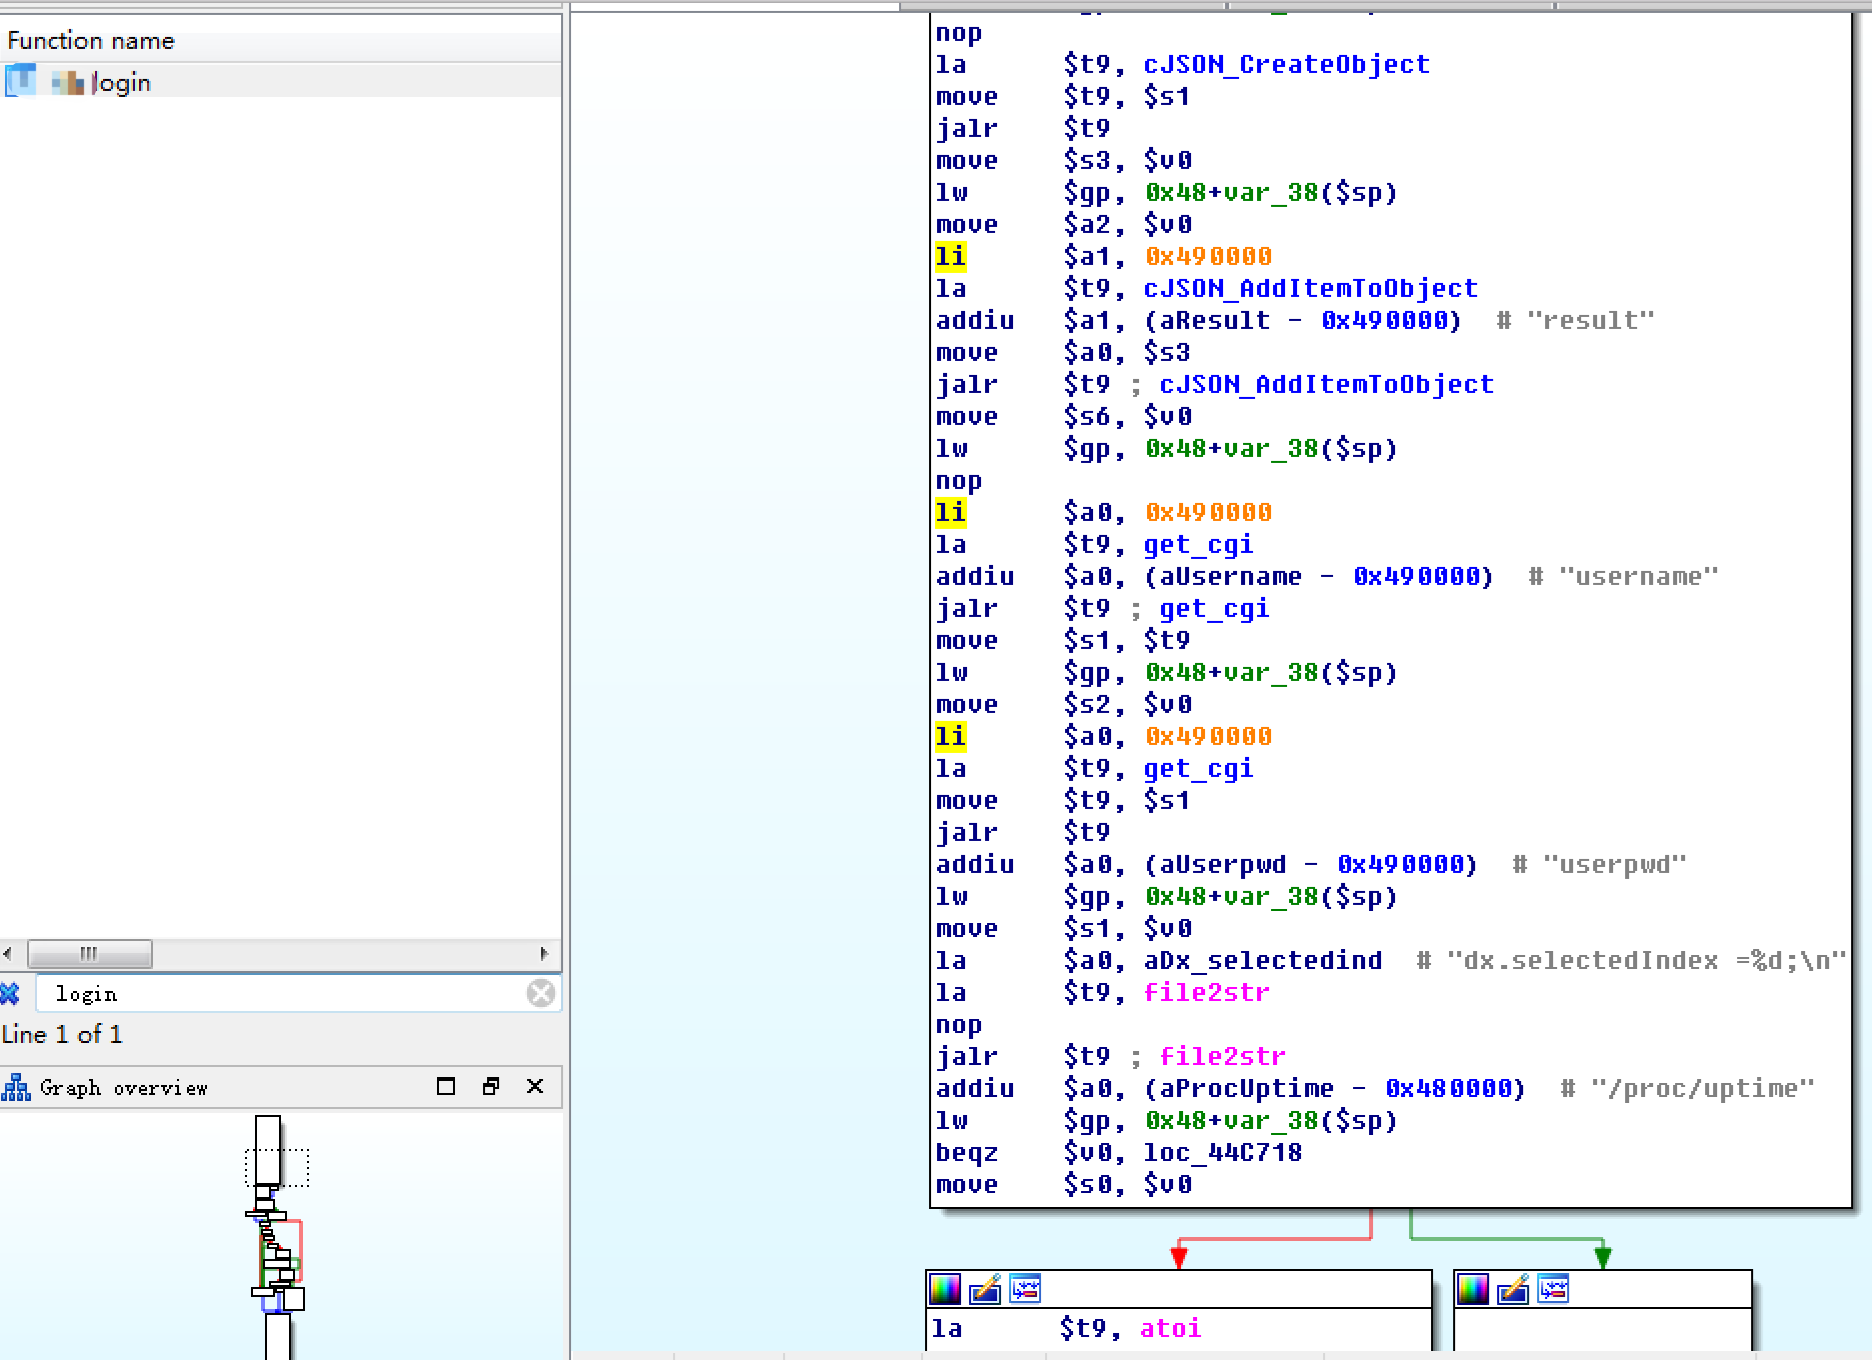 Function name
login
login
Line 1 of 1
Graph overview
nop
la $t9, cJSON_CreateObject
move $t9, $s1
jalr $t9
move $s3, $v0
lw $gp, 0x48+var_38($sp)
move $a2, $v0
li $a1, 0x490000
la $t9, cJSON_AddItemToObject
addiu $a1, (aResult - 0x490000) # "result"
move $a0, $s3
jalr $t9 ; cJSON_AddItemToObject
move $s6, $v0
lw $gp, 0x48+var_38($sp)
nop
li $a0, 0x490000
la $t9, get_cgi
addiu $a0, (aUsername - 0x490000) # "username"
jalr $t9 ; get_cgi
move $s1, $t9
lw $gp, 0x48+var_38($sp)
move $s2, $v0
li $a0, 0x490000
la $t9, get_cgi
move $t9, $s1
jalr $t9
addiu $a0, (aUserpwd - 0x490000) # "userpwd"
lw $gp, 0x48+var_38($sp)
move $s1, $v0
la $a0, aDx_selectedind # "dx.selectedIndex =%d;\n"
la $t9, file2str
nop
jalr $t9 ; file2str
addiu $a0, (aProcUptime - 0x480000) # "/proc/uptime"
lw $gp, 0x48+var_38($sp)
beqz $v0, loc_44C718
move $s0, $v0
la $t9, atoi